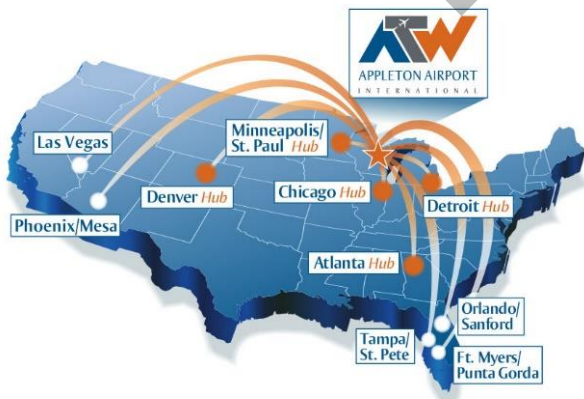 ATW
APPLETON AIRPORT
INTERNATIONAL
Las Vegas
Minneapolis/
St. Paul Hub
Phoenix/Mesa
Denver Hub
Chicago Hub
Detroit Hub
Atlanta Hub
Orlando/
Sanford
Tampa/
St. Pete
Ft. Myers/
Punta Gorda